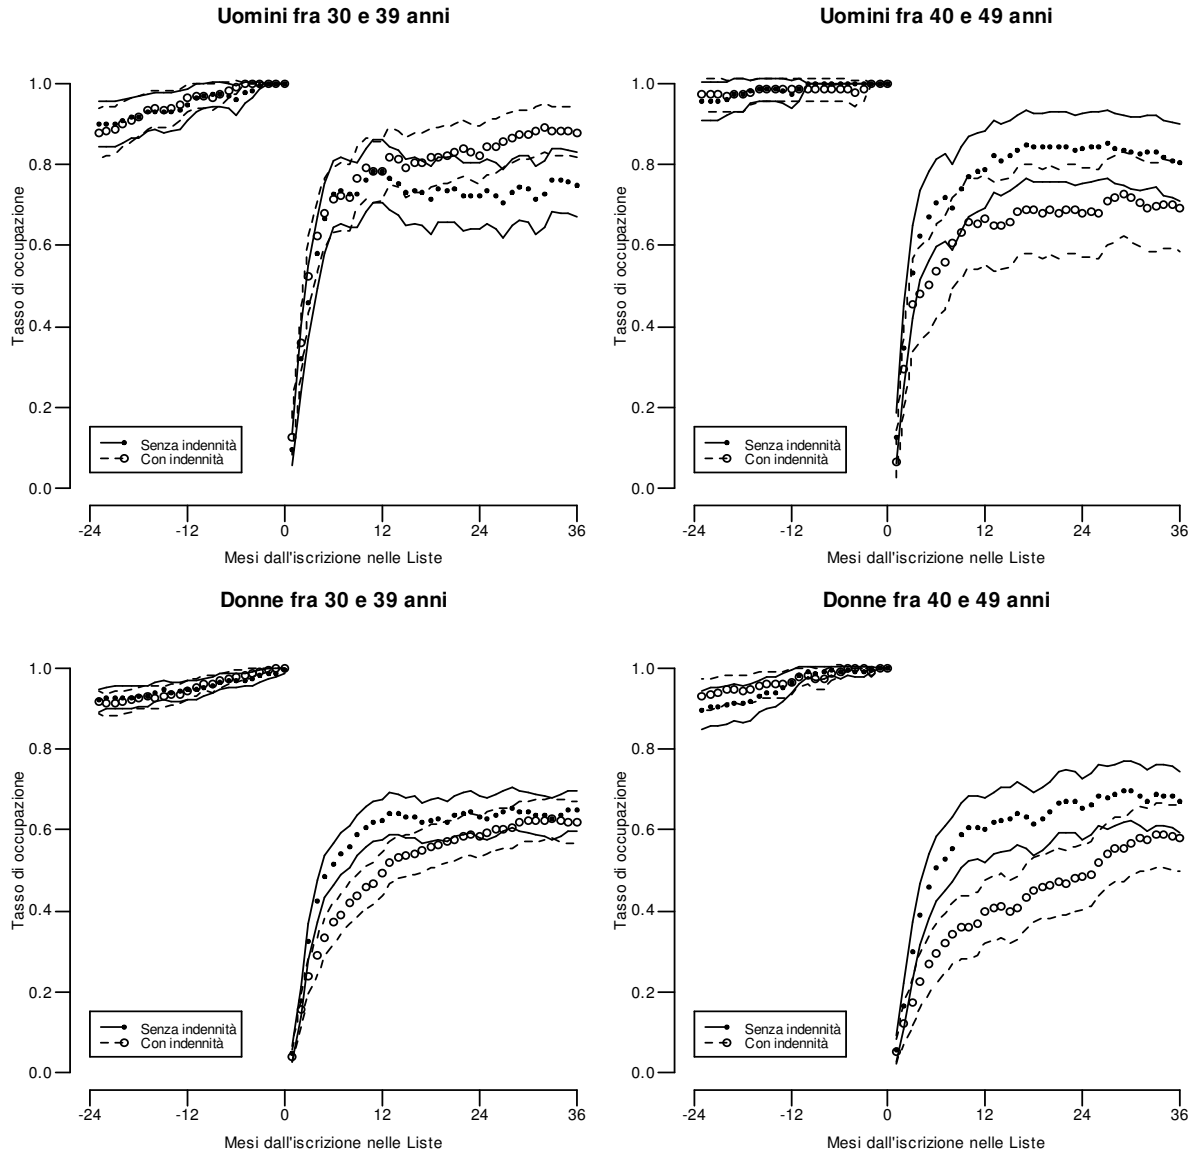 Uomini fra 30 e 39 anni
Tasso di occupazione
1.0
0.8
0.6
0.4
0.2
0.0
Senza indennità
Con indennità
-24 -12 0 12 24 36
Mesi dall'iscrizione nelle Liste
Uomini fra 40 e 49 anni
Tasso di occupazione
1.0
0.8
0.6
0.4
0.2
0.0
Senza indennità
Con indennità
-24 -12 0 12 24 36
Mesi dall'iscrizione nelle Liste
Donne fra 30 e 39 anni
Tasso di occupazione
1.0
0.8
0.6
0.4
0.2
0.0
Senza indennità
Con indennità
-24 -12 0 12 24 36
Mesi dall'iscrizione nelle Liste
Donne fra 40 e 49 anni
Tasso di occupazione
1.0
0.8
0.6
0.4
0.2
0.0
Senza indennità
Con indennità
-24 -12 0 12 24 36
Mesi dall'iscrizione nelle Liste